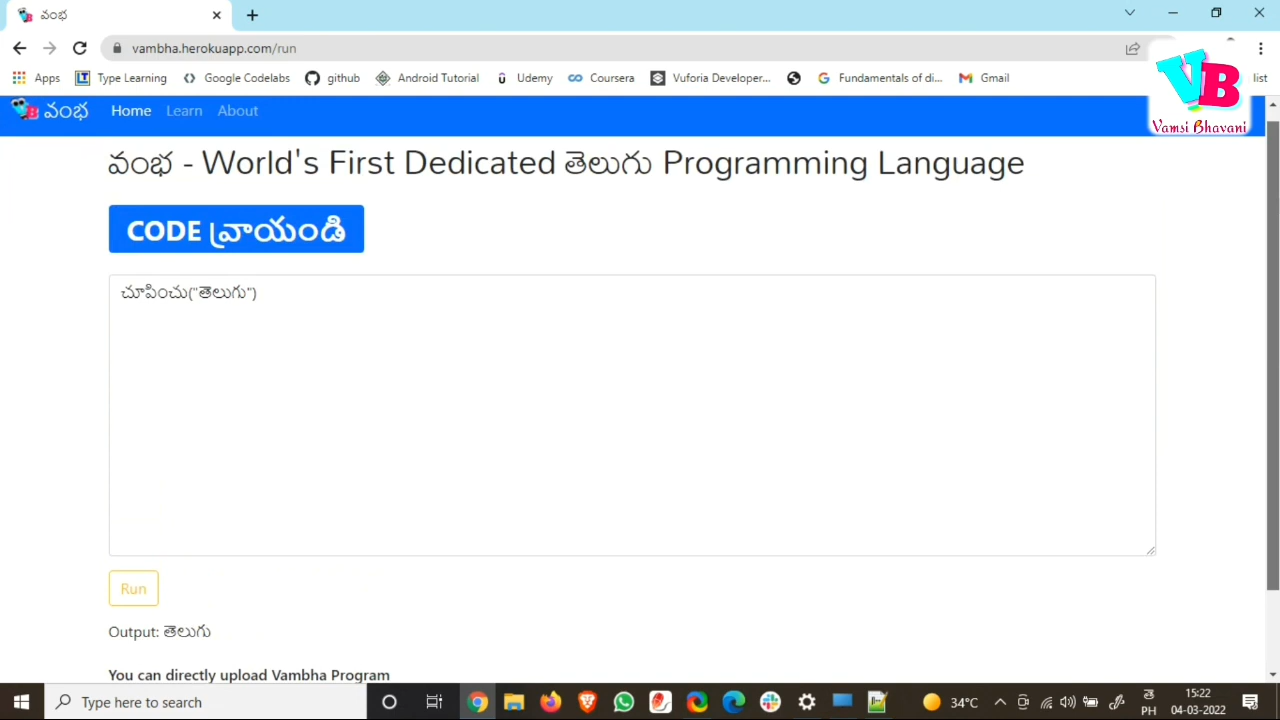 వంభ
vambha.herokuapp.com/run
Apps Type Learning Google Codelabs github Android Tutorial Udemy Coursera Vuforia Developer... Fundamentals of di... Gmail list
VB
Vamsi Bhavani
వంభ Home Learn About
వంభ - World's First Dedicated తెలుగు Programming Language
CODE వ్రాయండి
చూపించు("తెలుగు")
Run
Output: తెలుగు
You can directly upload Vambha Program
Type here to search
34°C
తె
PH
15:22
04-03-2022